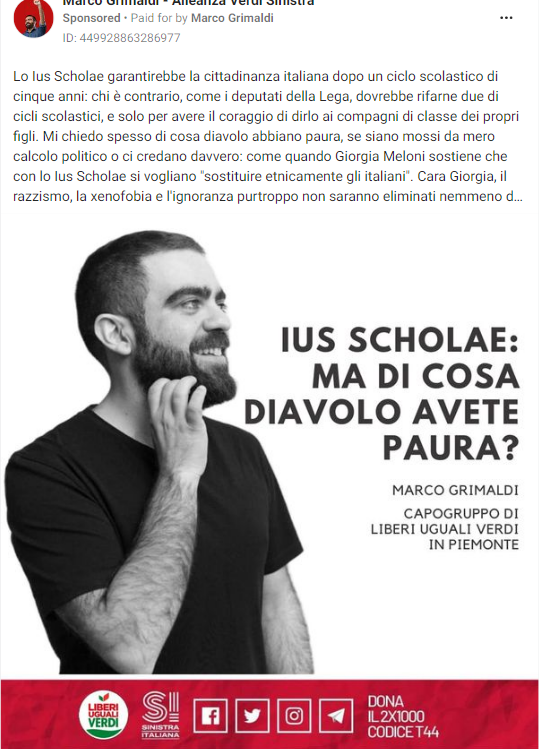 Marco Grimaldi - Alleanza Verdi Sinistra
Sponsored • Paid for by Marco Grimaldi
ID: 449928863286977
Lo Ius Scholae garantirebbe la cittadinanza italiana dopo un ciclo scolastico di
cinque anni: chi è contrario, come i deputati della Lega, dovrebbe rifarne due di
cicli scolastici, e solo per avere il coraggio di dirlo ai compagni di classe dei propri
figli. Mi chiedo spesso di cosa diavolo abbiano paura, se siano mossi da mero
calcolo politico o ci credano davvero: come quando Giorgia Meloni sostiene che
con lo Ius Scholae si vogliano "sostituire etnicamente gli italiani". Cara Giorgia, il
razzismo, la xenofobia e l'ignoranza purtroppo non saranno eliminati nemmeno d...
IUS SCHOLAE:
MA DI COSA
DIAVOLO AVETE
PAURA?
MARCO GRIMALDI
CAPOGRUPPO DI
LIBERI UGUALI VERDI
IN PIEMONTE
LIBERI
UGUALI
VERDI
SI
SINISTRA
ITALIANA
DONA
IL 2X1000
CODICE T44